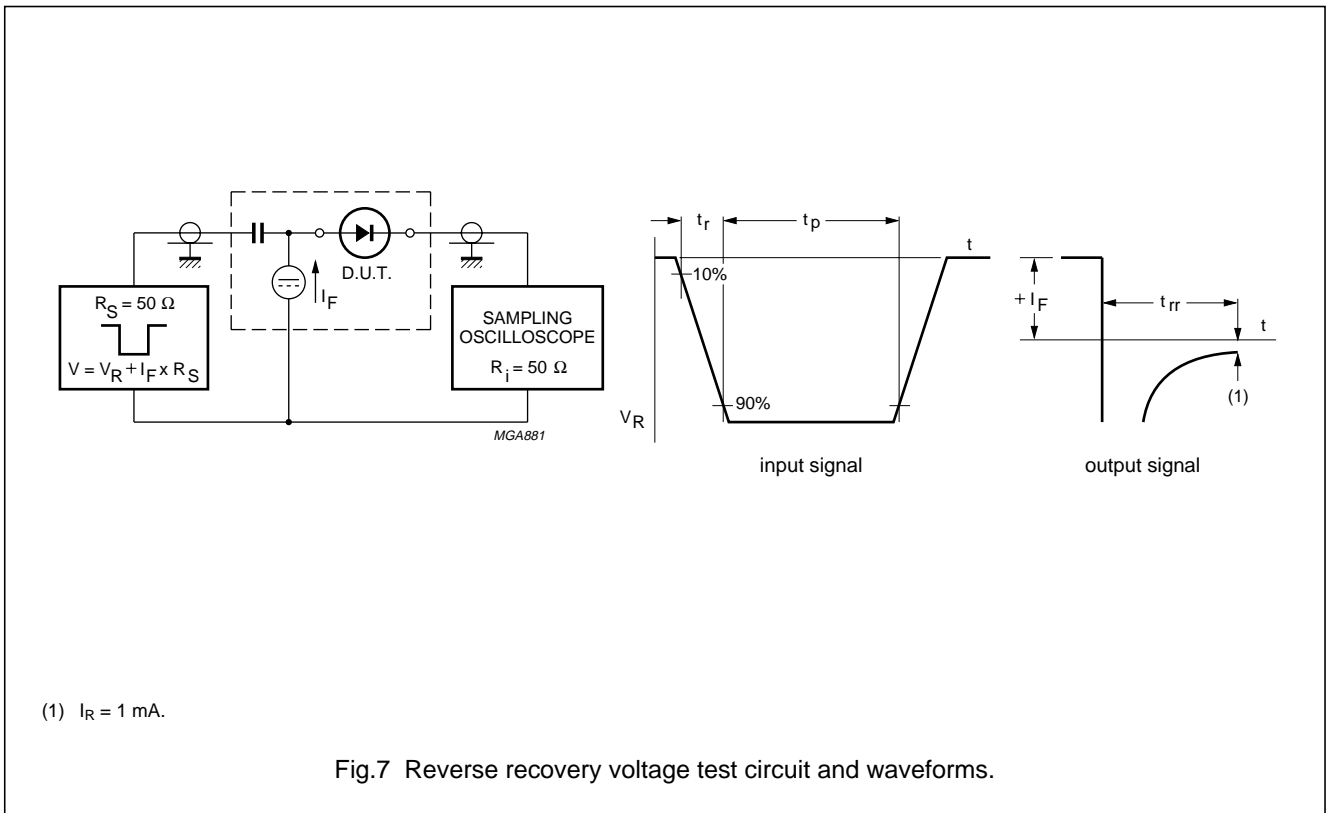 R_S = 50 Ω
V = V_R + I_F x R_S
I_F
D.U.T.
SAMPLING
OSCILLOSCOPE
R_i = 50 Ω
MGA881
t_r
t_p
t
10%
90%
V_R
input signal
+ I_F
t_rr
t
(1)
output signal
(1) I_R = 1 mA.
Fig.7 Reverse recovery voltage test circuit and waveforms.